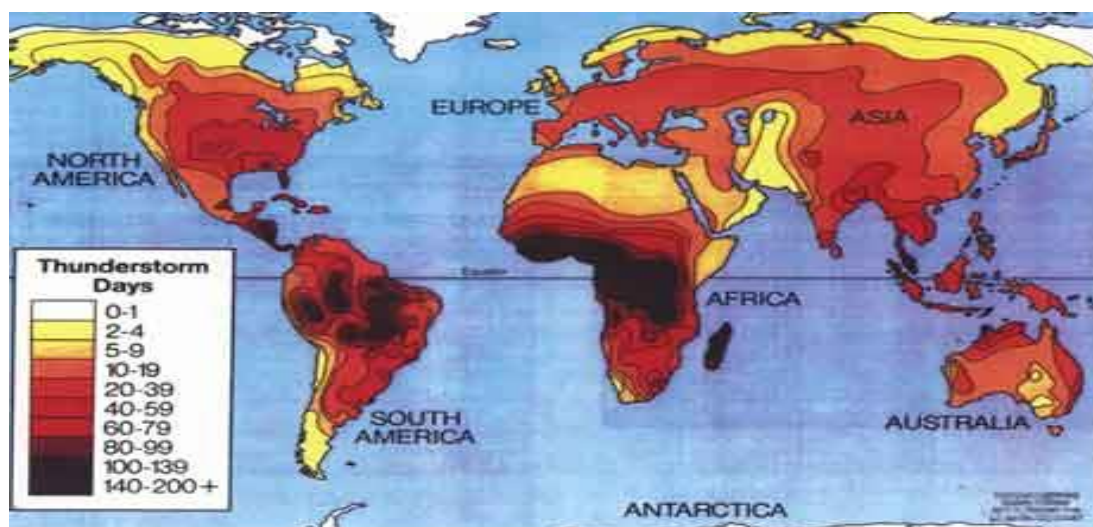 EUROPE
ASIA
NORTH
AMERICA
Equator
AFRICA
SOUTH
AMERICA
AUSTRALIA
ANTARCTICA
Thunderstorm
Days
0-1
2-4
5-9
10-19
20-39
40-59
60-79
80-99
100-139
140-200+